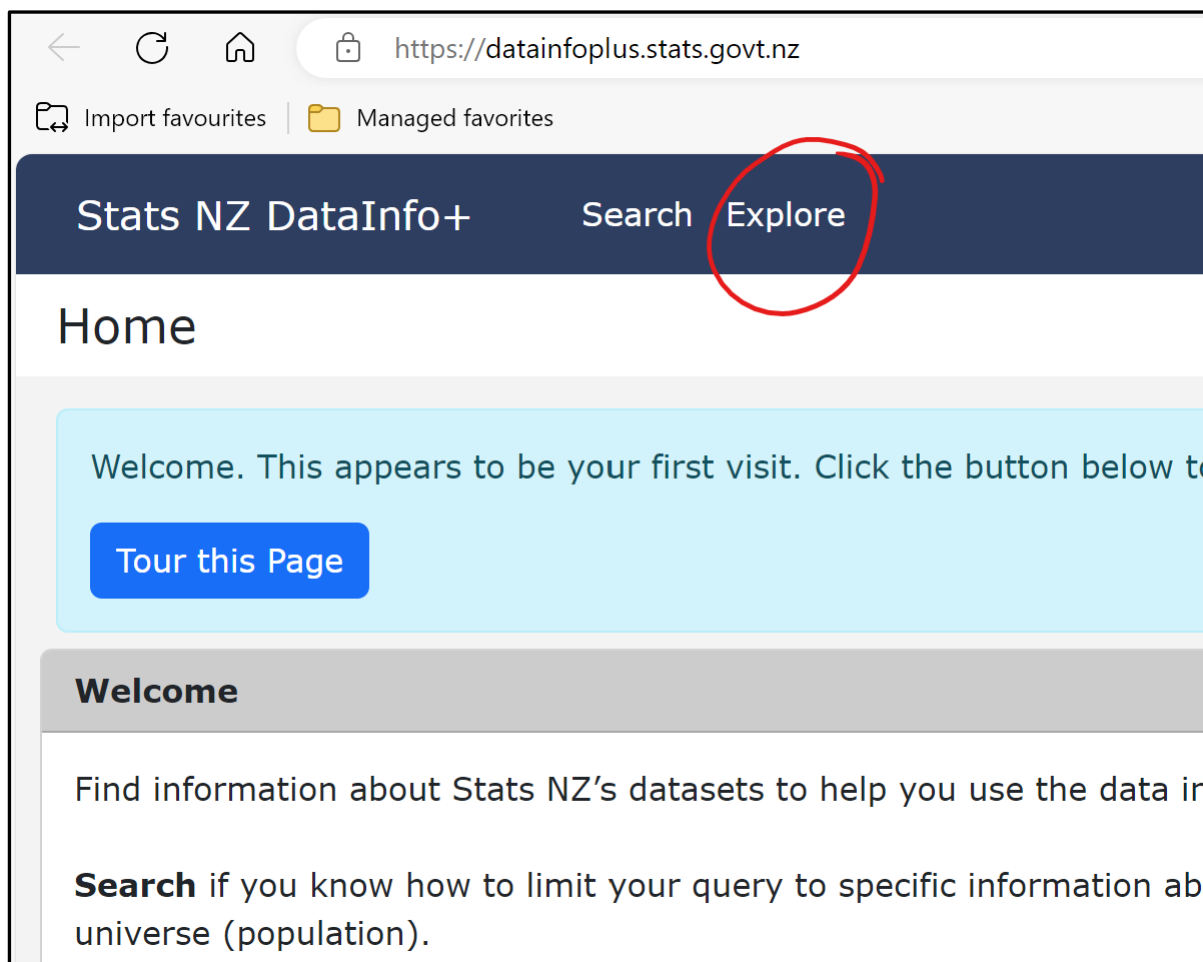 https://datainfoplus.stats.govt.nz
Import favourites Managed favorites
Stats NZ DataInfo+ Search Explore
Home
Welcome. This appears to be your first visit. Click the button below
Tour this Page
Welcome
Find information about Stats NZ’s datasets to help you use the data
Search if you know how to limit your query to specific information
universe (population).